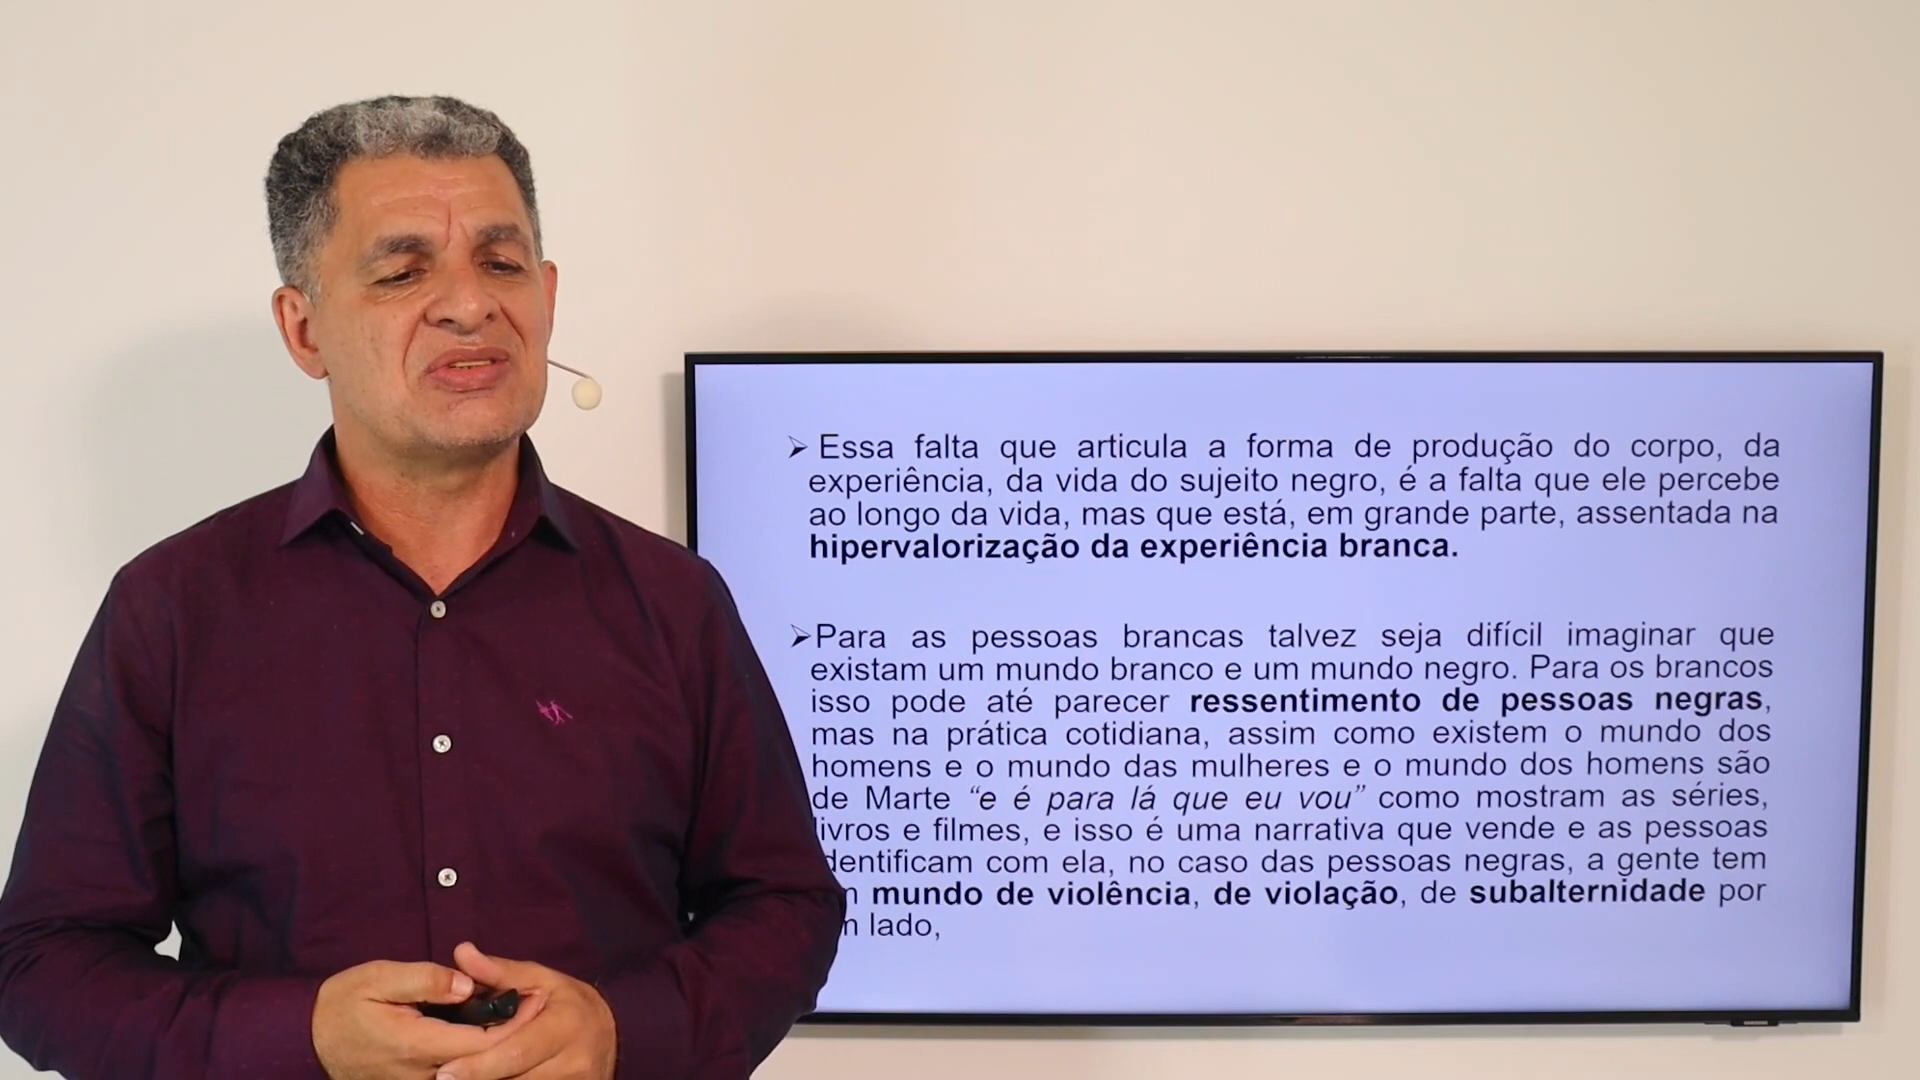 ➢ Essa falta que articula a forma de produção do corpo, da
experiência, da vida do sujeito negro, é a falta que ele percebe
ao longo da vida, mas que está, em grande parte, assentada na
hipervalorização da experiência branca.
➢Para as pessoas brancas talvez seja difícil imaginar que
existam um mundo branco e um mundo negro. Para os brancos
isso pode até parecer ressentimento de pessoas negras,
mas na prática cotidiana, assim como existem o mundo dos
homens e o mundo das mulheres e o mundo dos homens são
de Marte “e é para lá que eu vou” como mostram as séries,
livros e filmes, e isso é uma narrativa que vende e as pessoas
dentificam com ela, no caso das pessoas negras, a gente tem
mundo de violência, de violação, de subalternidade por
lado,